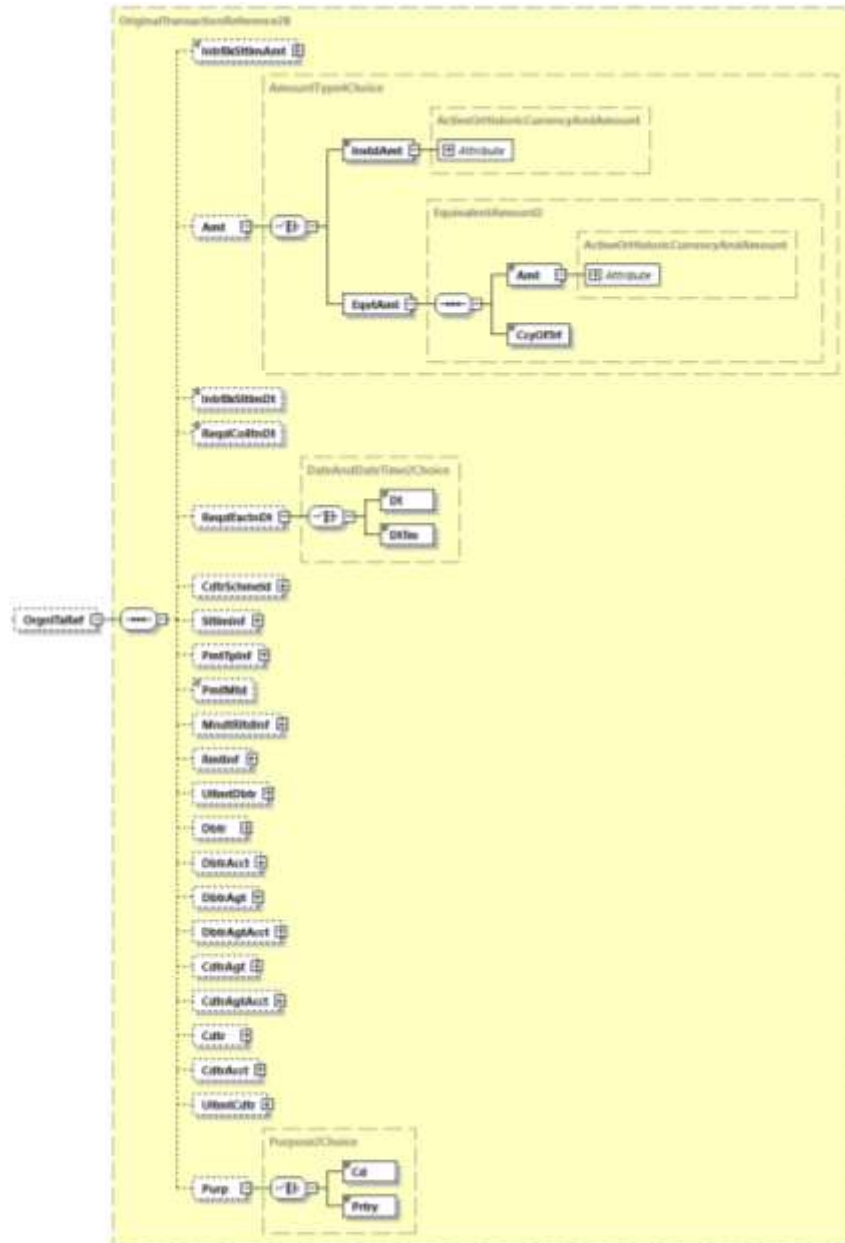 OriginalTransactionReference28
IntrBkSttlmAmt
AmountType4Choice
ActiveOrHistoricCurrencyAndAmount
InstdAmt
Attribute
EquivalentAmount2
Amt
ActiveOrHistoricCurrencyAndAmount
Amt
Attribute
EqvtAmt
CcyOfTrf
IntrBkSttlmDt
ReqdColltnDt
DateAndDateTime2Choice
Dt
ReqdExctnDt
DtTm
CdtrSchmeId
OrgnlTxRef
SttlmInf
PmtTpInf
PmtMtd
MndtRltdInf
RmtInf
UltmtDbtr
Dbtr
DbtrAcct
DbtrAgt
DbtrAgtAcct
CdtrAgt
CdtrAgtAcct
Cdtr
CdtrAcct
UltmtCdtr
Purpose2Choice
Cd
Purp
Prtry